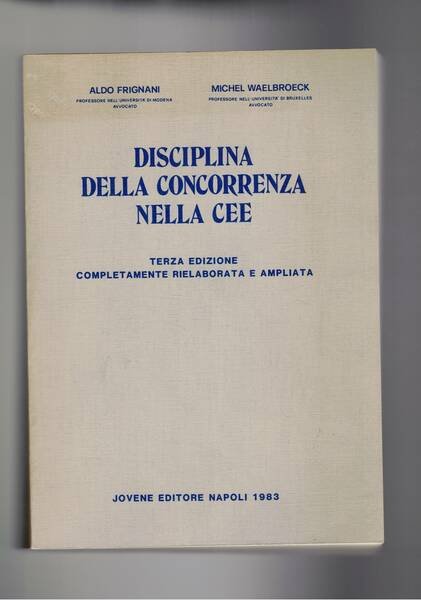 ALDO FRIGNANI
PROFESSORE NELL'UNIVERSITÀ DI MODENA
AVVOCATO
MICHEL WAELBROECK
PROFESSORE NELL'UNIVERSITÀ DI BRUXELLES
AVVOCATO
DISCIPLINA
DELLA CONCORRENZA
NELLA CEE
TERZA EDIZIONE
COMPLETAMENTE RIELABORATA E AMPLIATA
JOVENE EDITORE NAPOLI 1983